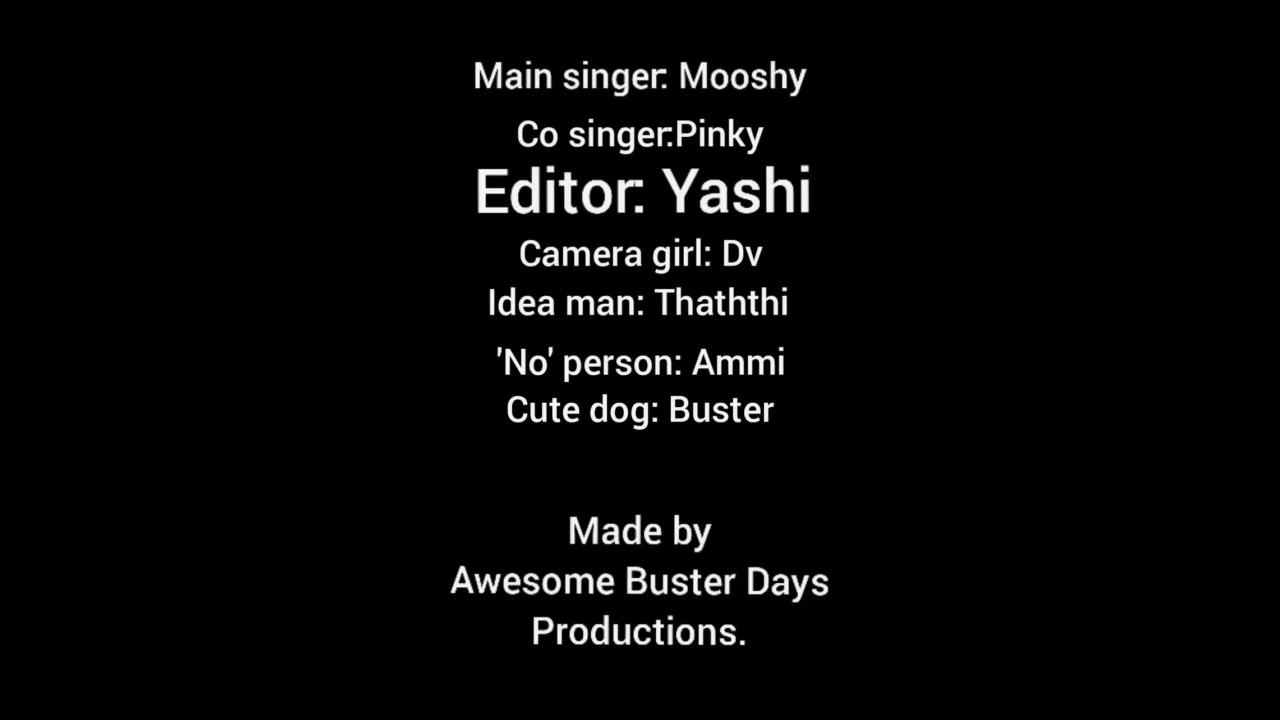 Main singer: Mooshy
Co singer:Pinky
Editor: Yashi
Camera girl: Dv
Idea man: Thaththi
'No' person: Ammi
Cute dog: Buster
Made by
Awesome Buster Days
Productions.